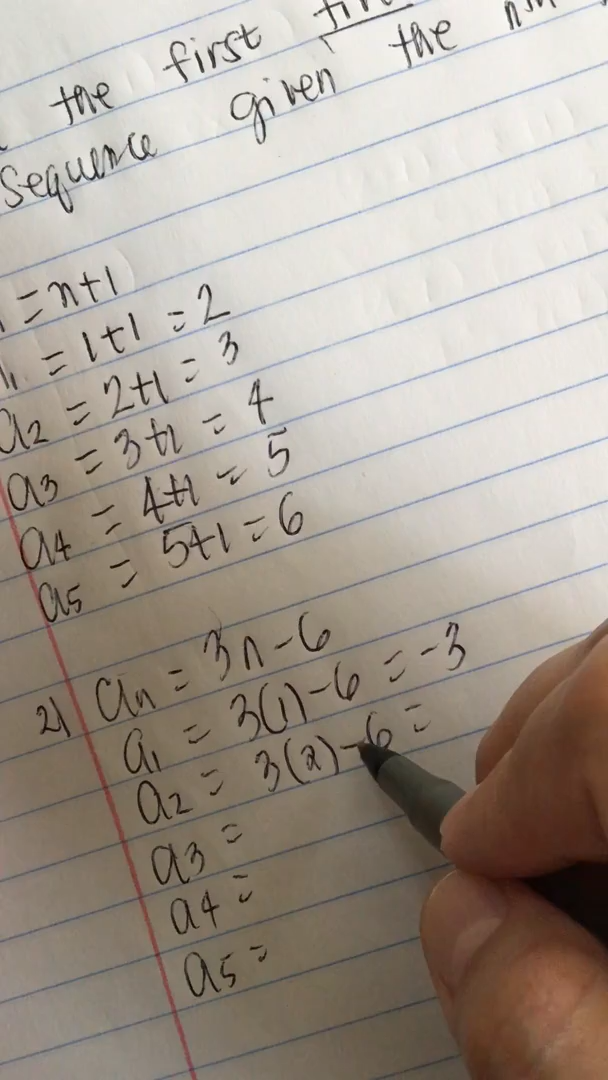 the first
Sequence given the nth
= n+1
= 1+1 = 2
a2 = 2+1 = 3
a3 = 3+1 = 4
a4 = 4+1 = 5
a5 = 5+1 = 6
2) an = 3n-6
a1 = 3(1)-6 = -3
a2 = 3(2)-6 =
a3 =
a4 =
a5 =